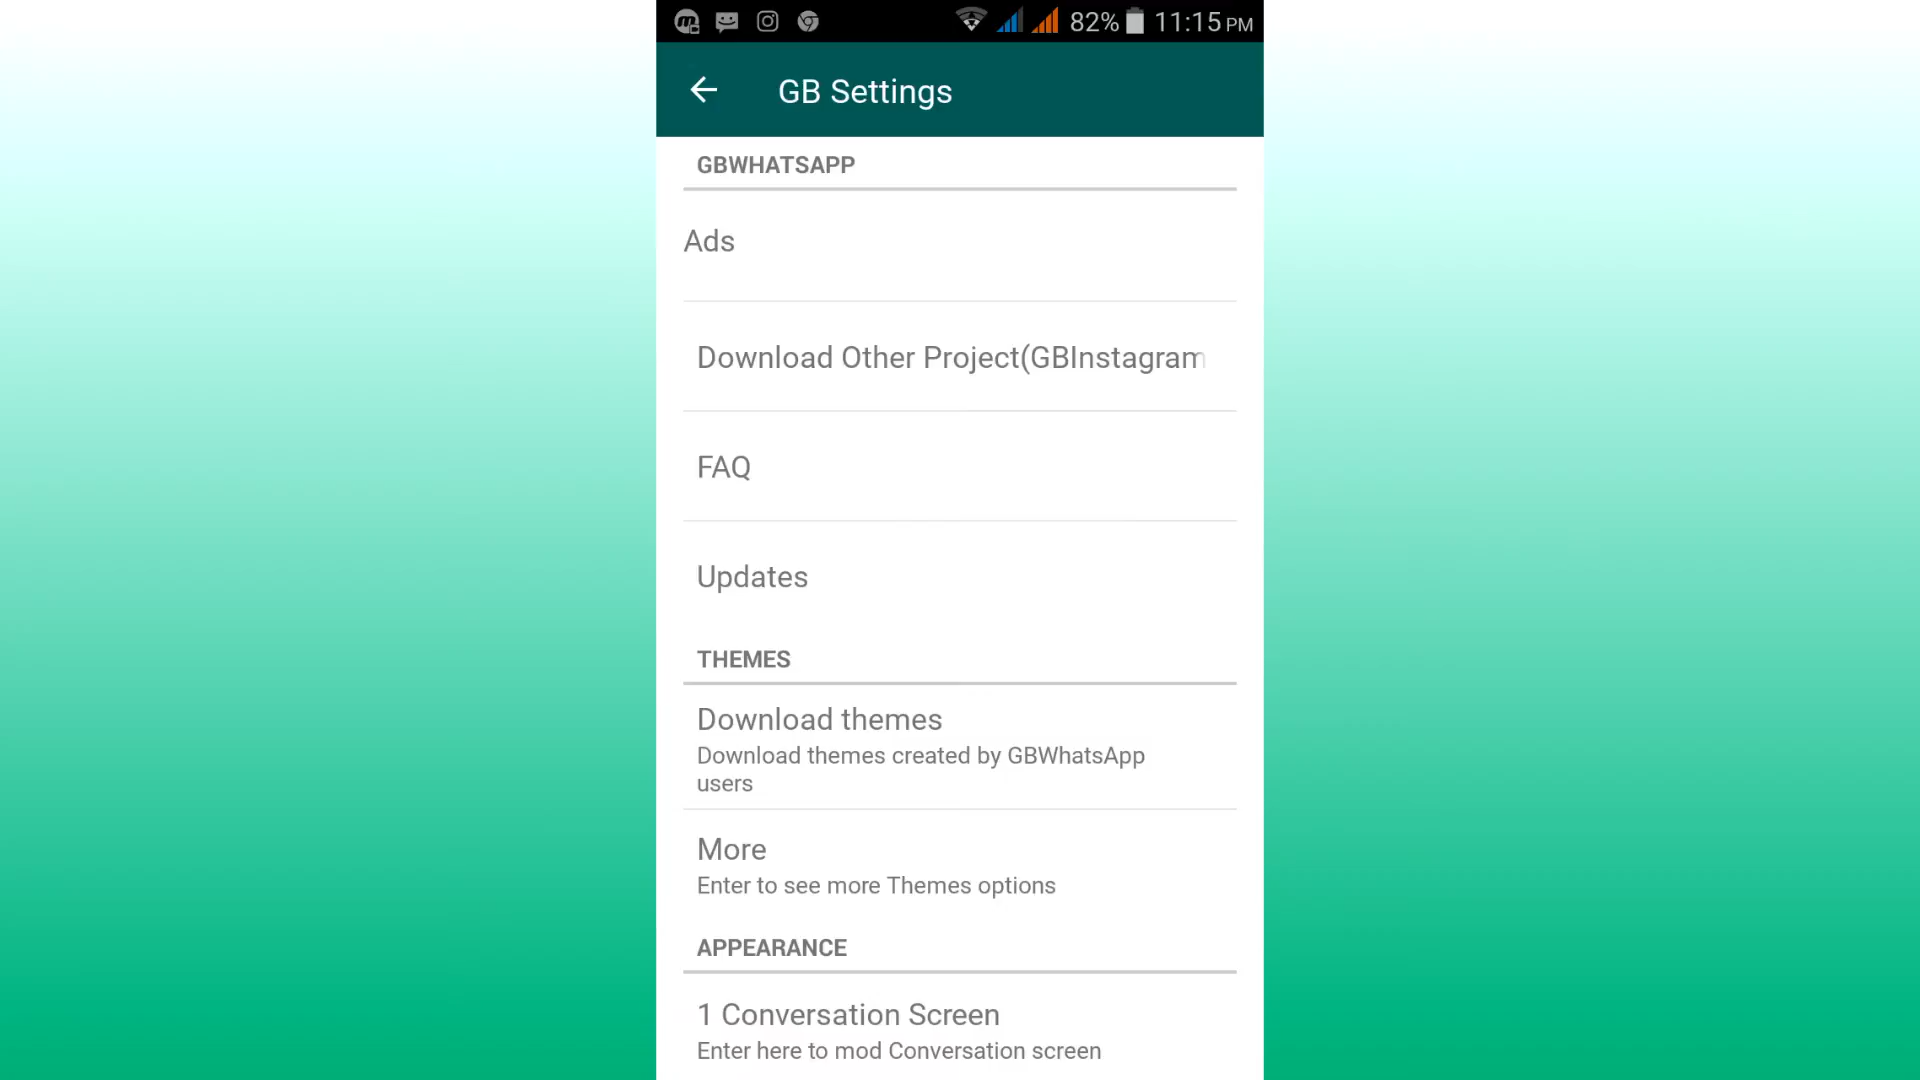 82% 11:15 PM
GB Settings
GBWHATSAPP
Ads
Download Other Project(GBInstagram
FAQ
Updates
THEMES
Download themes
Download themes created by GBWhatsApp
users
More
Enter to see more Themes options
APPEARANCE
1 Conversation Screen
Enter here to mod Conversation screen